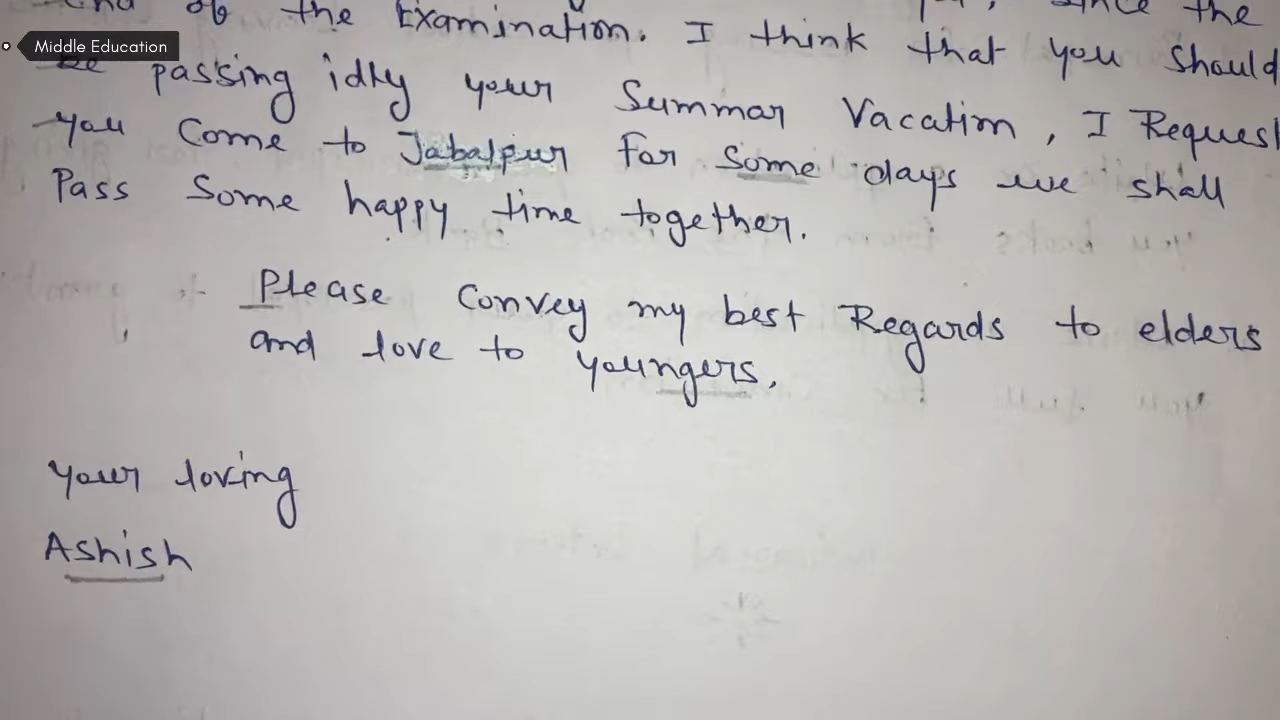 of the Examination. I think that you should
Middle Education
be passing idly your Summar Vacation, I Request
you Come to Jabalpur for some days we shall
Pass Some happy time together.
Please Convey my best Regards to elders
and love to youngers.
your loving
Ashish